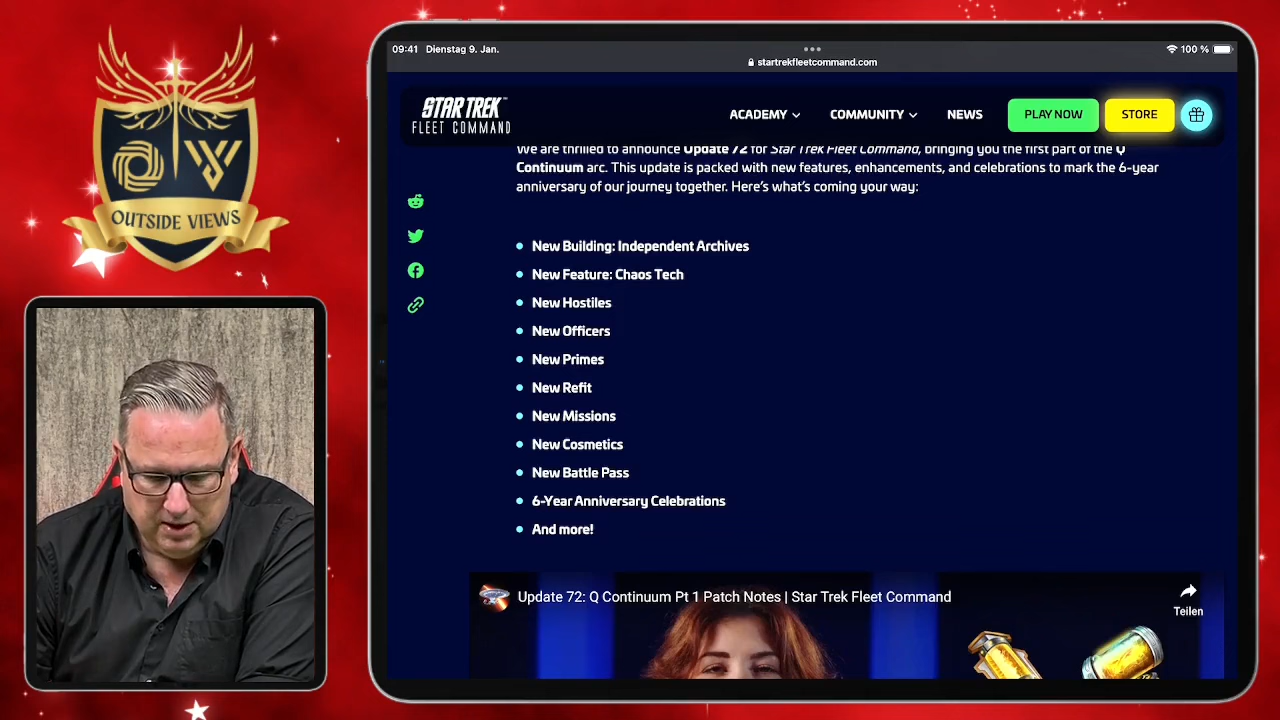 OUTSIDE VIEWS
09:41 Dienstag 9. Jan.
100 %
startrekfleetcommand.com
STAR TREK™
FLEET COMMAND
ACADEMY
COMMUNITY
NEWS
PLAY NOW
STORE
We are thrilled to announce Update 72 for Star Trek Fleet Command, bringing you the first part of the Q
Continuum arc. This update is packed with new features, enhancements, and celebrations to mark the 6-year
anniversary of our journey together. Here's what's coming your way:
New Building: Independent Archives
New Feature: Chaos Tech
New Hostiles
New Officers
New Primes
New Refit
New Missions
New Cosmetics
New Battle Pass
6-Year Anniversary Celebrations
And more!
Update 72: Q Continuum Pt 1 Patch Notes | Star Trek Fleet Command
Teilen